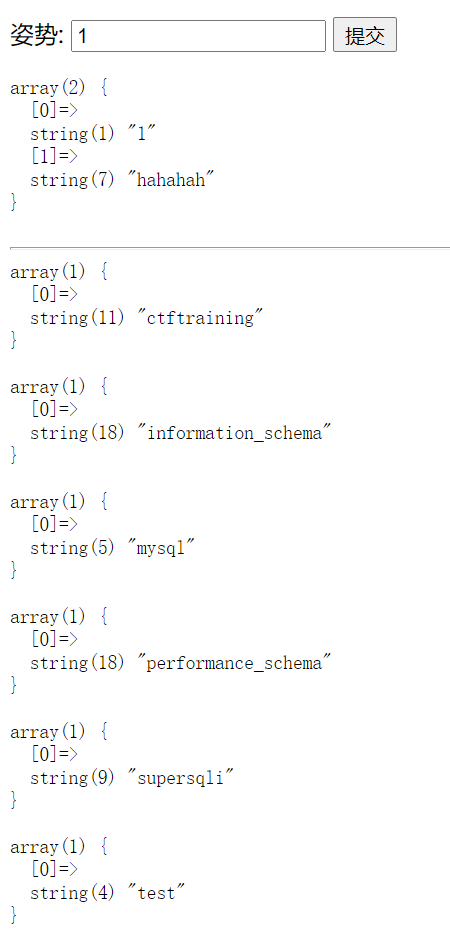 姿势: 1 提交
array(2) {
  [0]=>
  string(1) "1"
  [1]=>
  string(7) "hahahah"
}
array(1) {
  [0]=>
  string(11) "ctftraining"
}
array(1) {
  [0]=>
  string(18) "information_schema"
}
array(1) {
  [0]=>
  string(5) "mysql"
}
array(1) {
  [0]=>
  string(18) "performance_schema"
}
array(1) {
  [0]=>
  string(9) "supersqli"
}
array(1) {
  [0]=>
  string(4) "test"
}